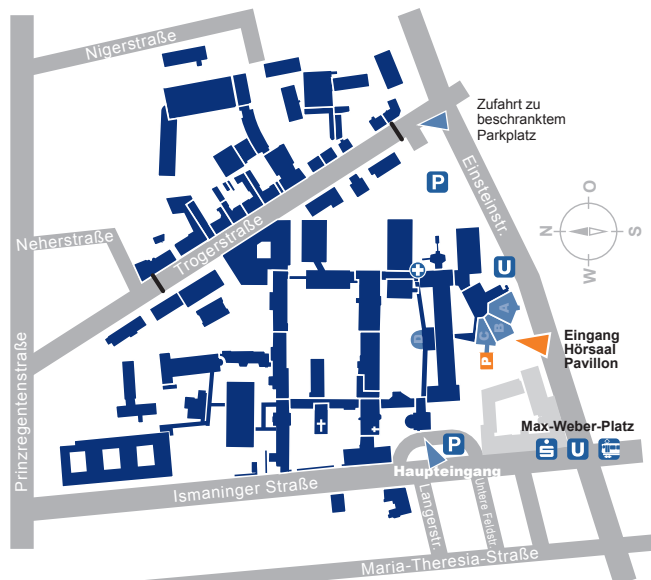 Nigerstraße
Zufahrt zu
beschranktem
Parkplatz
P
Einsteinstr.
O
N
S
W
Neherstraße
Trogerstraße
U
A
B
C
D
P
Eingang
Hörsaal
Pavillon
Prinzregentenstraße
Max-Weber-Platz
S
U
P
Haupteingang
Ismaninger Straße
Langerstr.
Untere Feldstr.
Maria-Theresia-Straße